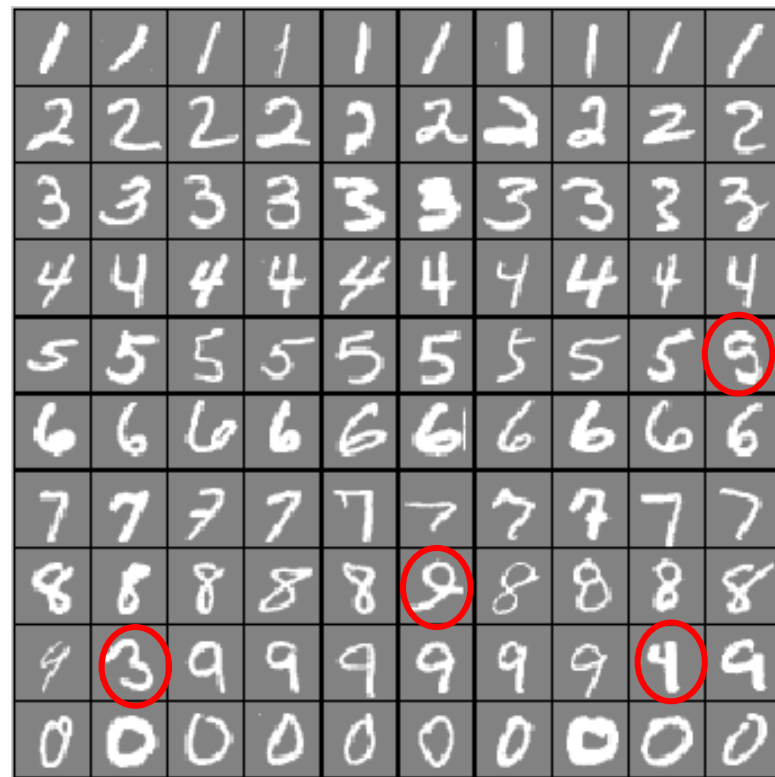 1 1 1 1 1 1 1 1 1 1
2 2 2 2 2 2 2 2 2 2
3 3 3 3 3 3 3 3 3 3
4 4 4 4 4 4 4 4 4 4
5 5 5 5 5 5 5 5 5
6 6 6 6 6 6 6 6 6 6
7 7 7 7 7 7 7 7 7 7
8 8 8 8 8 8 8 8 8
9 3 9 9 9 9 9 9 4 9
0 0 0 0 0 0 0 0 0 0